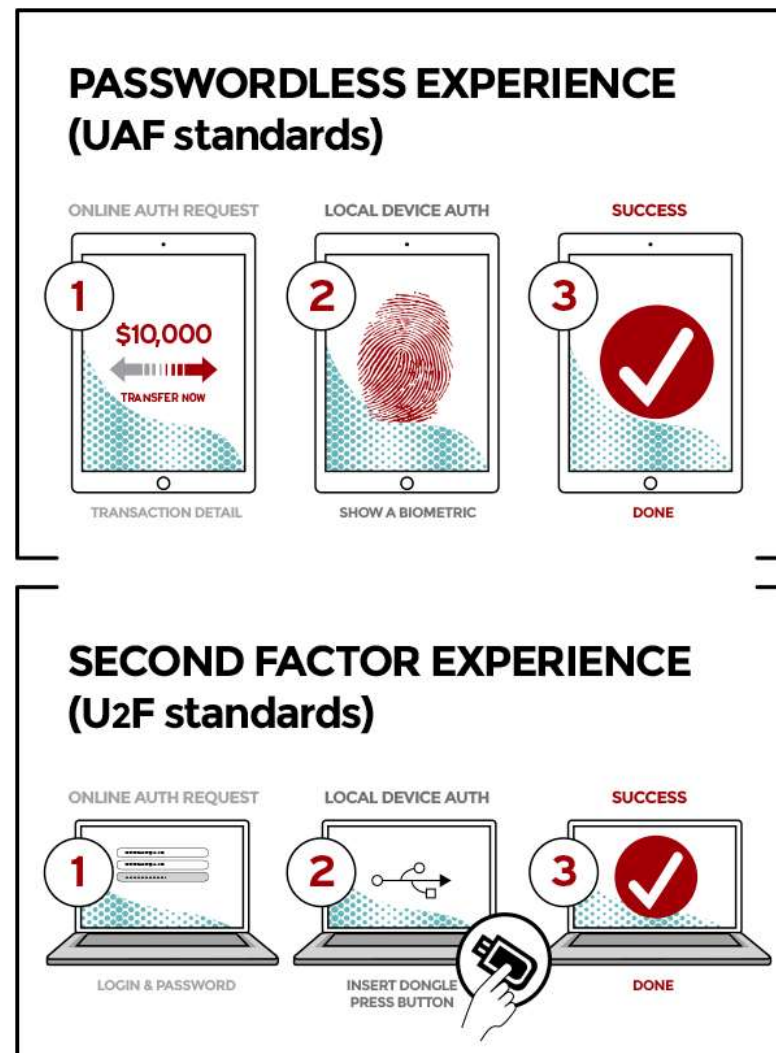 PASSWORDLESS EXPERIENCE
(UAF standards)
ONLINE AUTH REQUEST
LOCAL DEVICE AUTH
SUCCESS
1
2
3
$10,000
TRANSFER NOW
TRANSACTION DETAIL
SHOW A BIOMETRIC
DONE
SECOND FACTOR EXPERIENCE
(U2F standards)
ONLINE AUTH REQUEST
LOCAL DEVICE AUTH
SUCCESS
1
2
3
LOGIN & PASSWORD
INSERT DONGLE
PRESS BUTTON
DONE